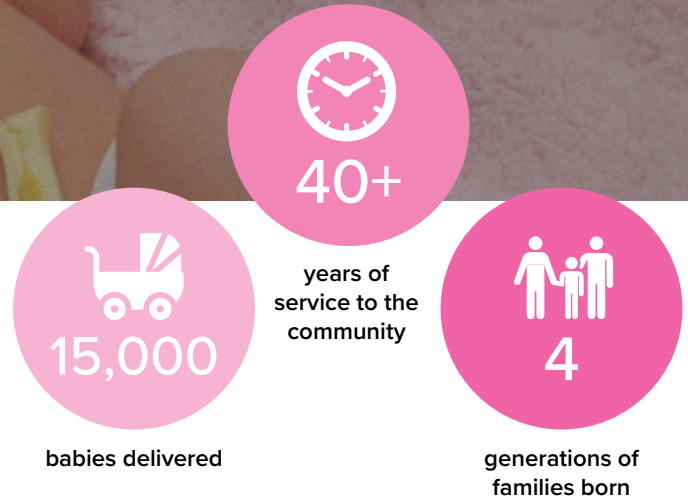 40+
years of
service to the
community
15,000
babies delivered
4
generations of
families born